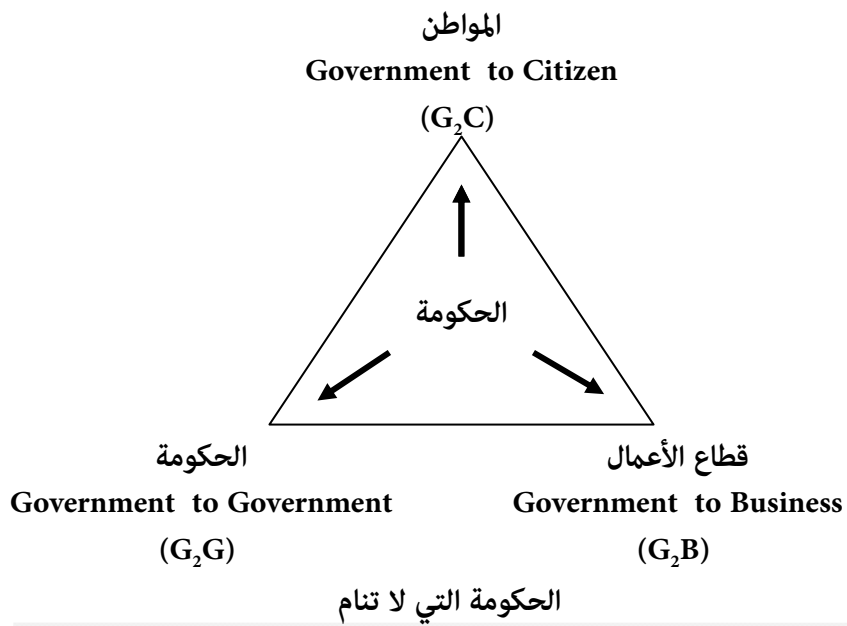 المواطن
Government to Citizen
(G₂C)
الحكومة
الحكومة
Government to Government
(G₂G)
قطاع الأعمال
Government to Business
(G₂B)
الحكومة التي لا تنام